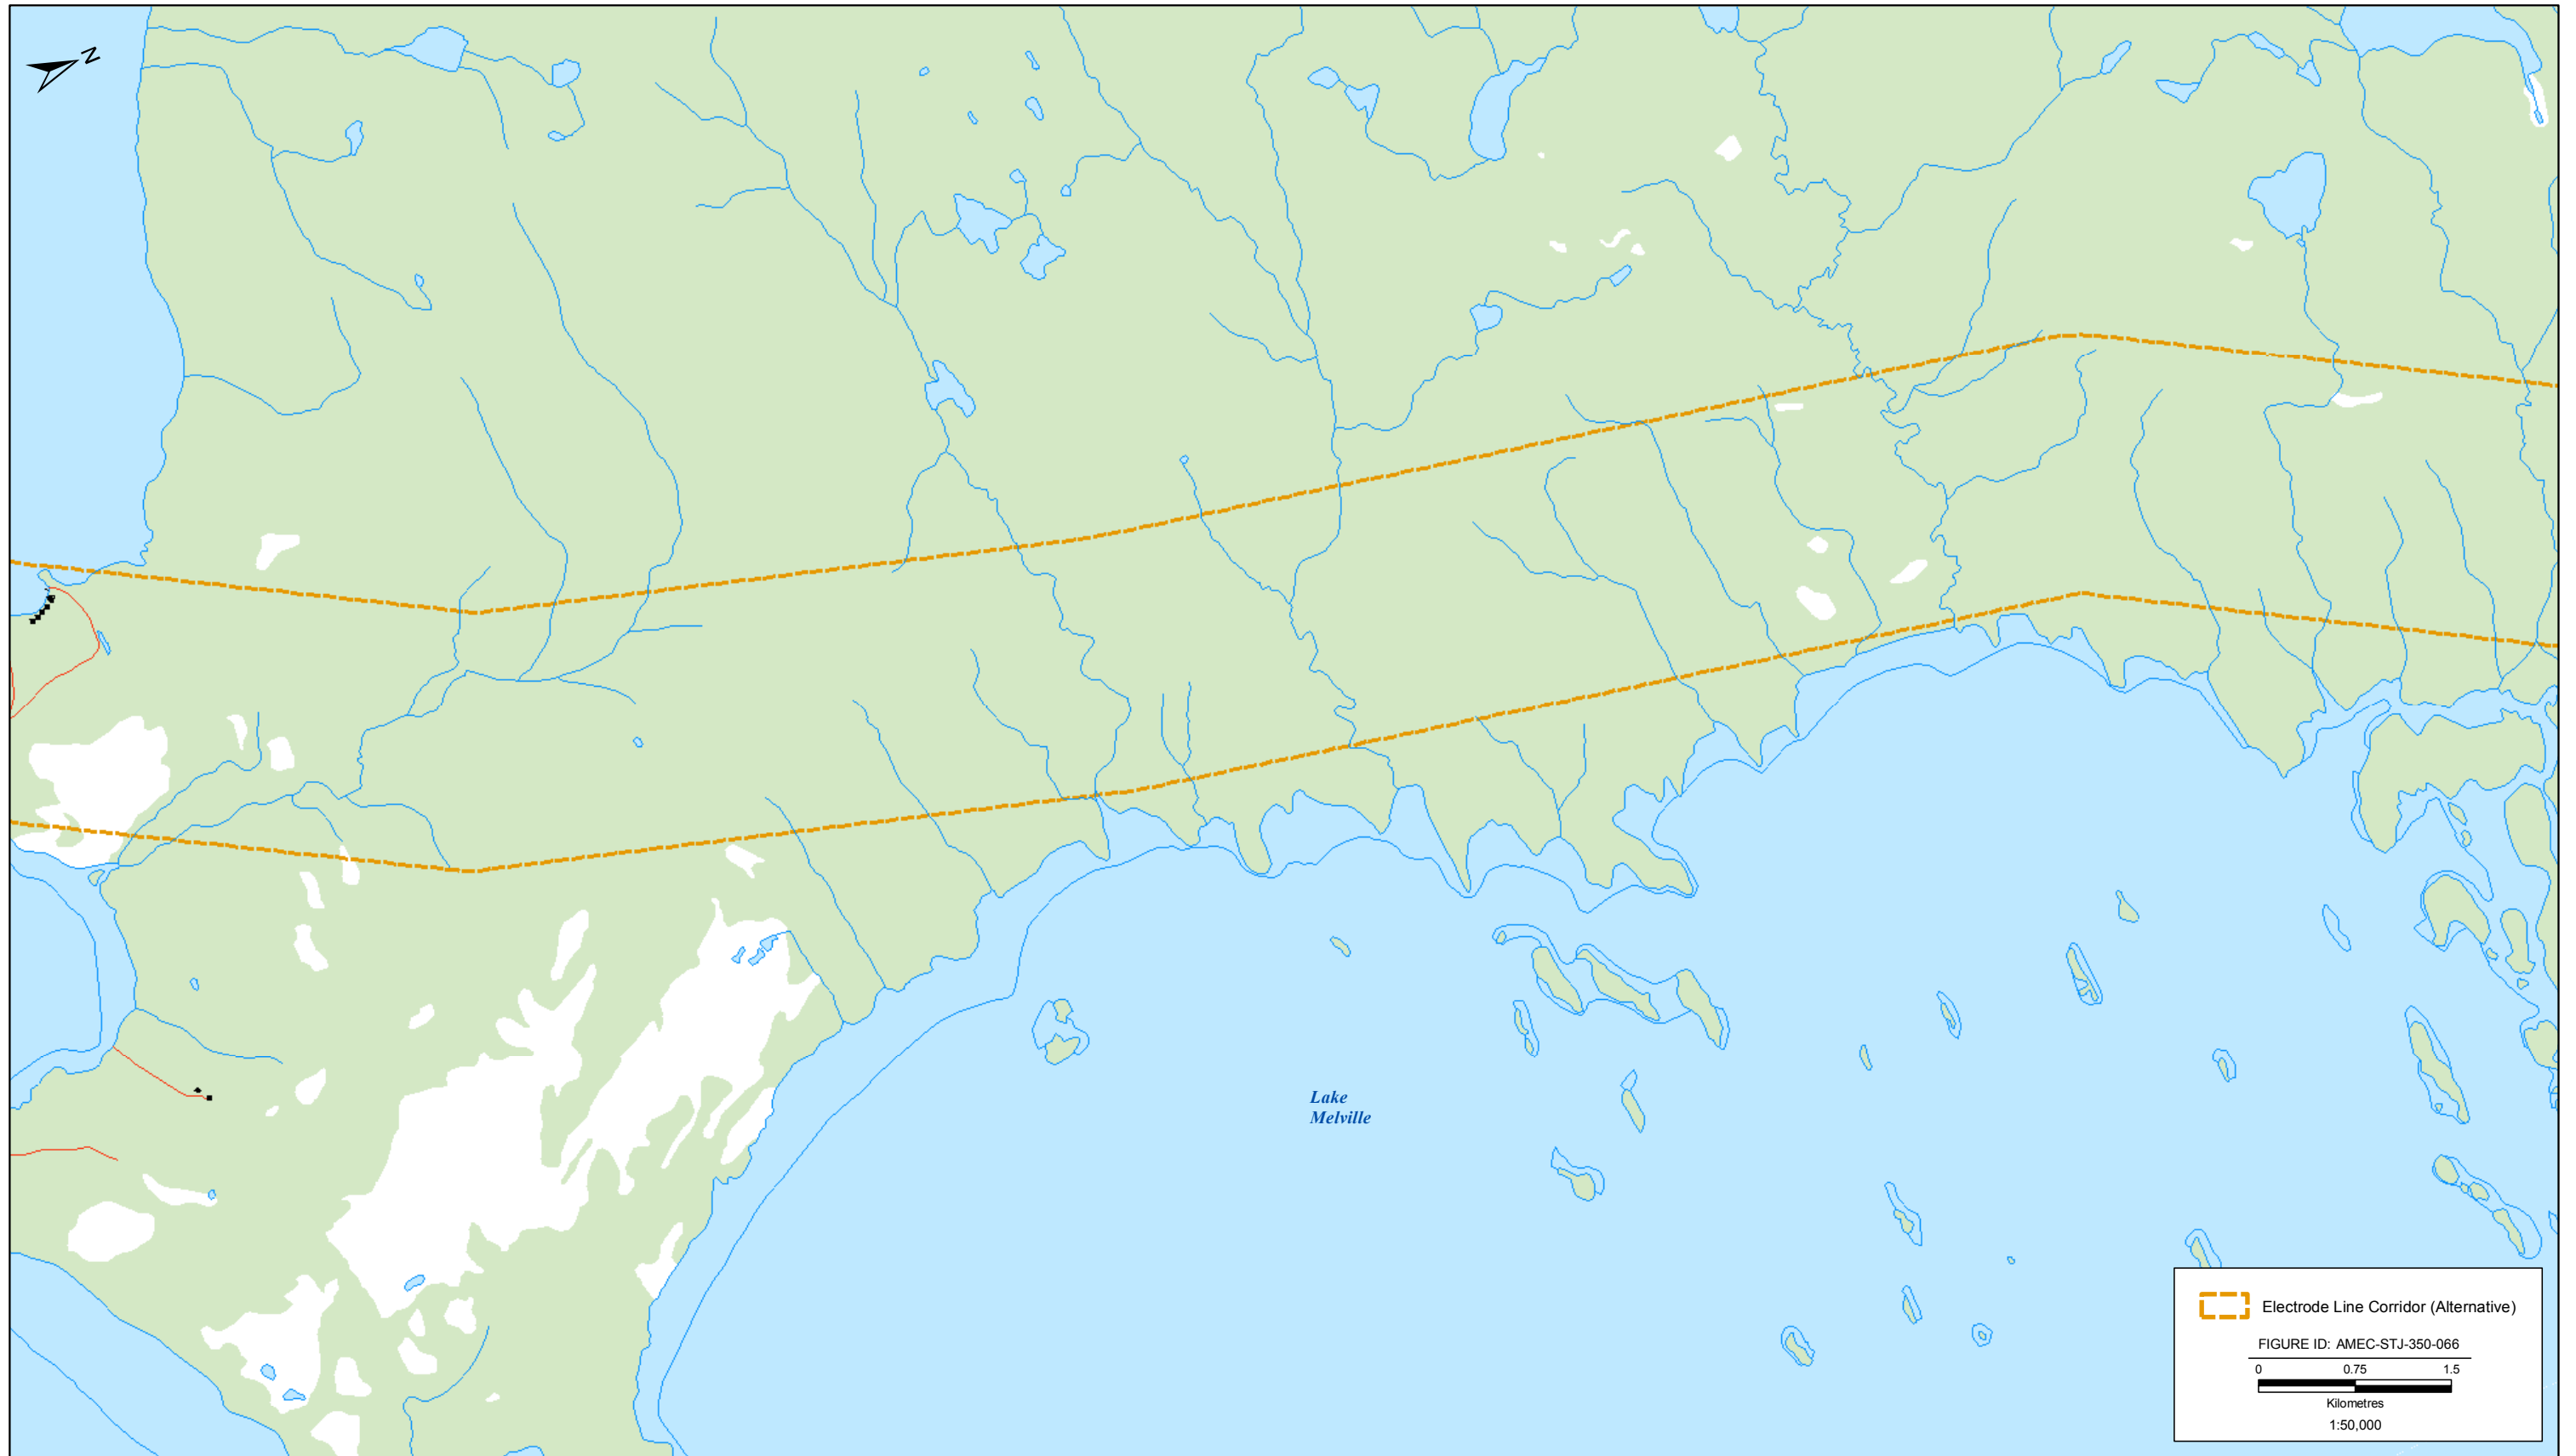 N
Lake
Melville
Electrode Line Corridor (Alternative)
FIGURE ID: AMEC-STJ-350-066
0 0.75 1.5
Kilometres
1:50,000